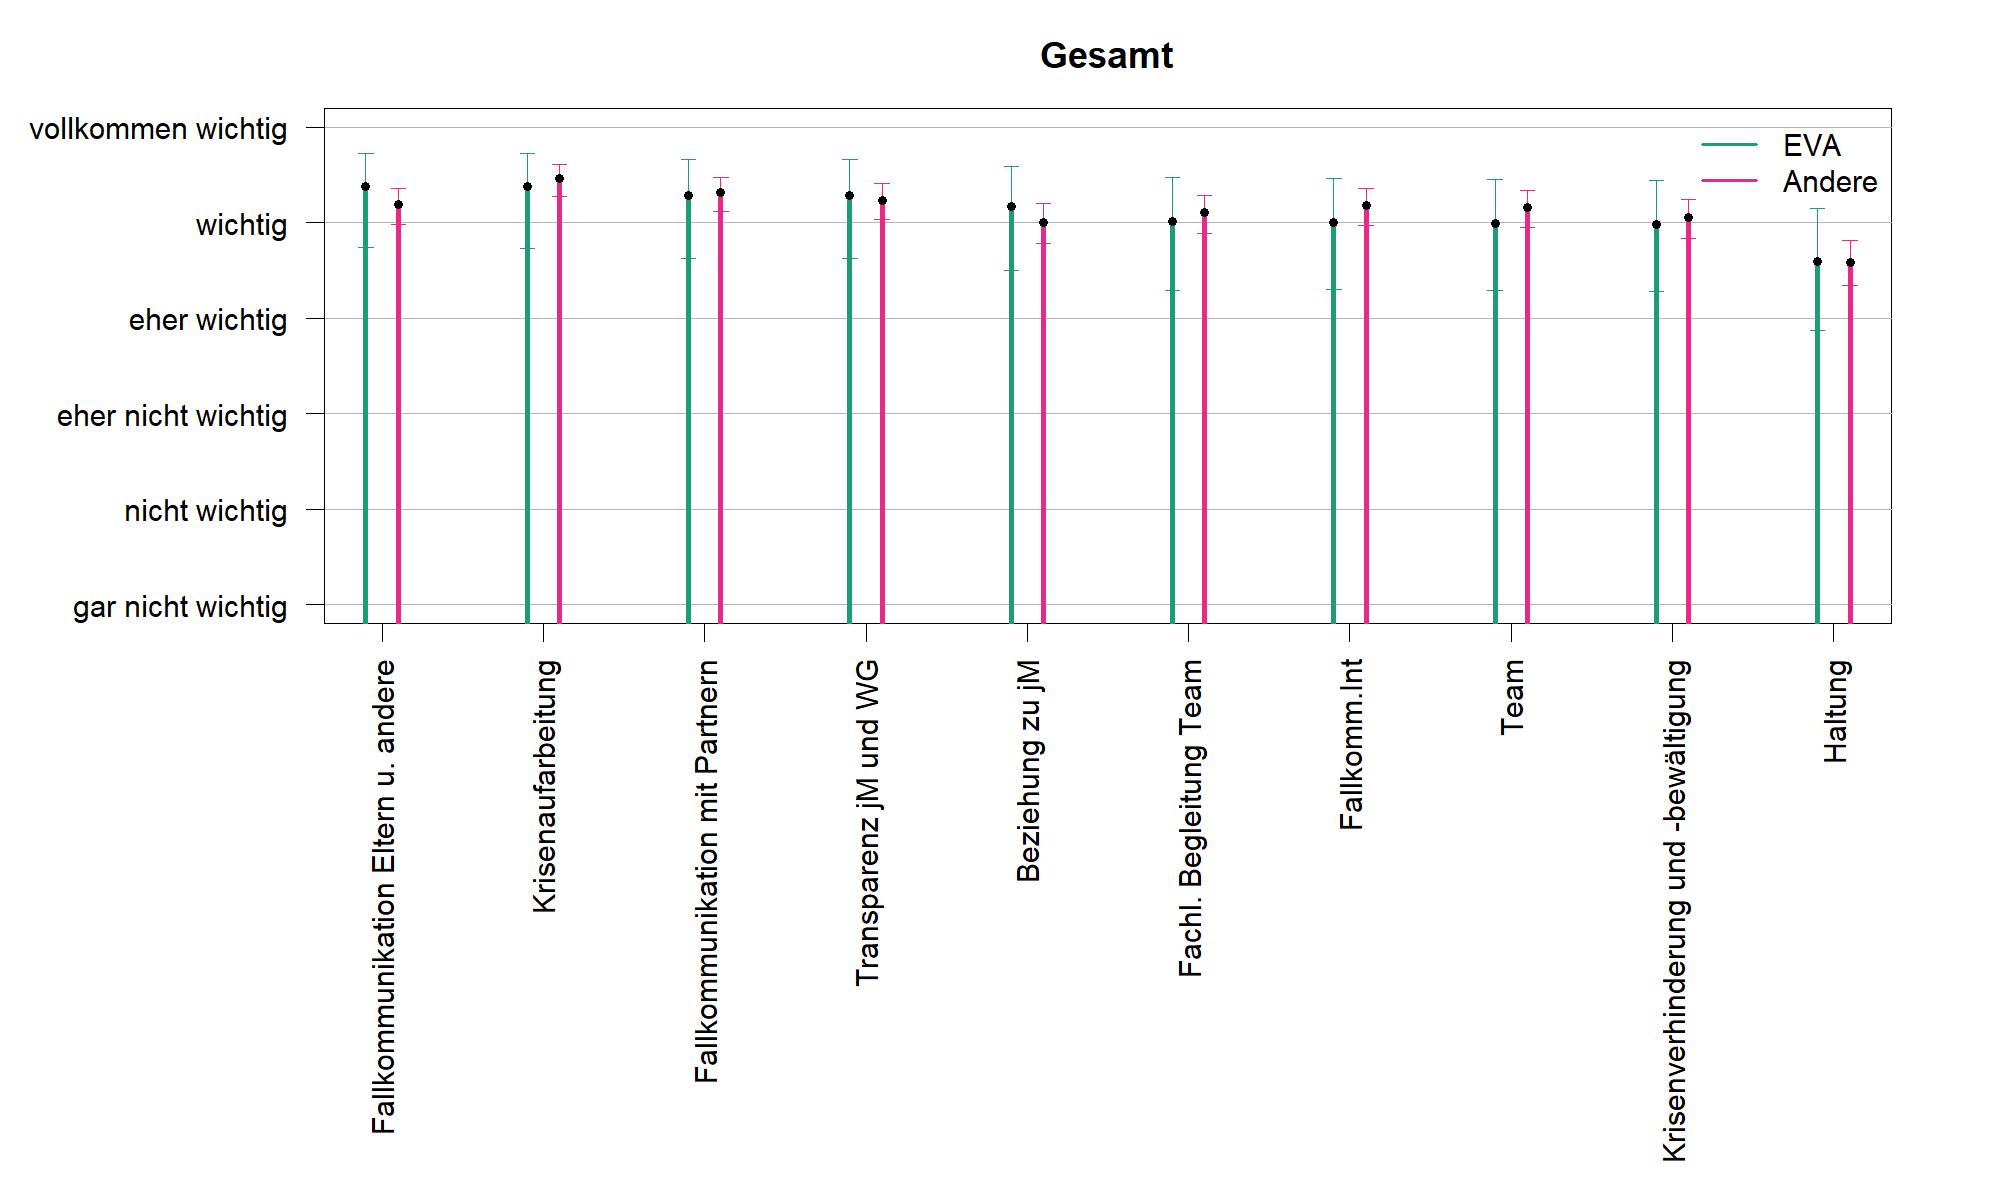 Gesamt
vollkommen wichtig
wichtig
eher wichtig
eher nicht wichtig
nicht wichtig
gar nicht wichtig
EVA
Andere
Fallkommunikation Eltern u. andere
Krisenaufarbeitung
Fallkommunikation mit Partnern
Transparenz jM und WG
Beziehung zu jM
Fachl. Begleitung Team
Fallkomm.Int
Team
Krisenverhinderung und -bewältigung
Haltung